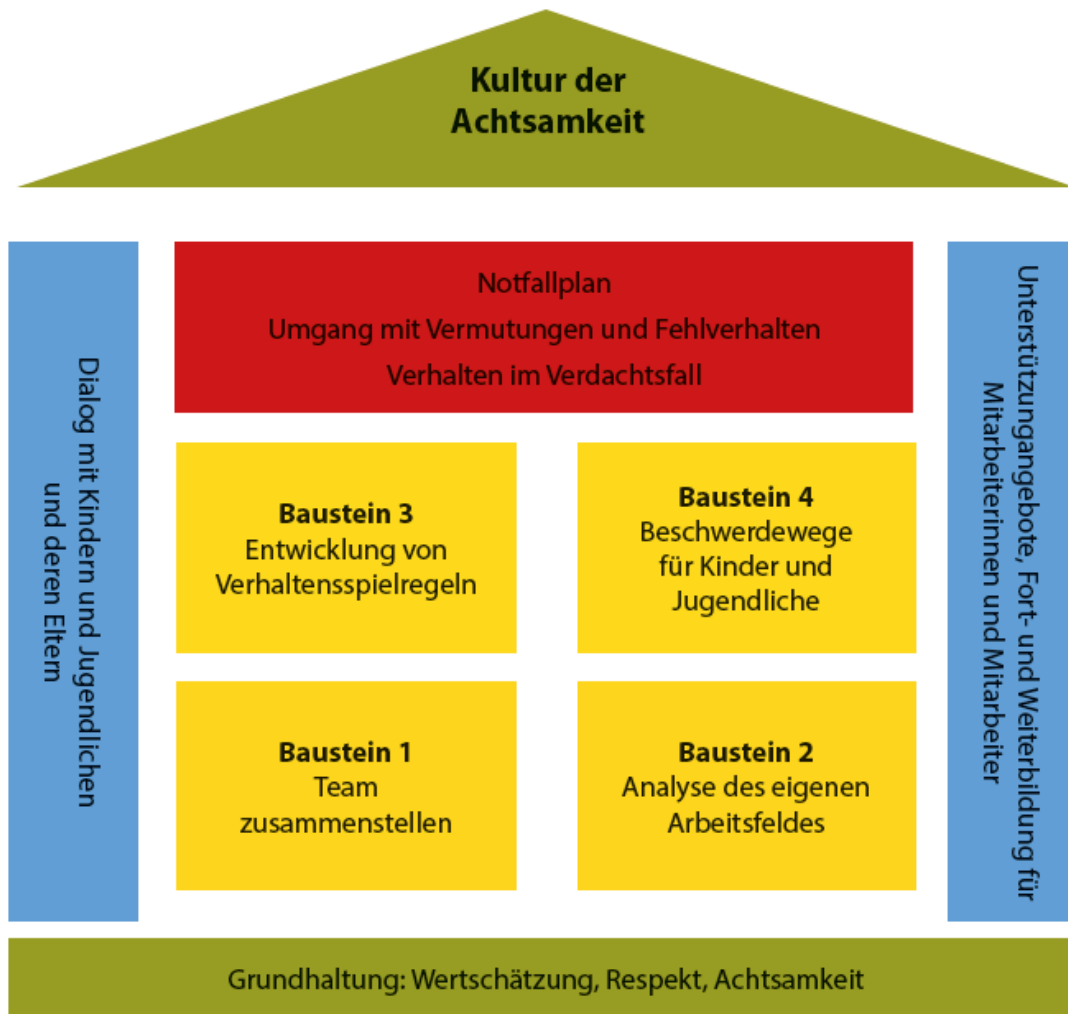 Kultur der
Achtsamkeit
Notfallplan
Umgang mit Vermutungen und Fehlverhalten
Verhalten im Verdachtsfall
Dialog mit Kindern und Jugendlichen
und deren Eltern
Baustein 3
Entwicklung von
Verhaltensspielregeln
Baustein 4
Beschwerdewege
für Kinder und
Jugendliche
Baustein 1
Team
zusammenstellen
Baustein 2
Analyse des eigenen
Arbeitsfeldes
Unterstützungangebote, Fort- und Weiterbildung für
Mitarbeiterinnen und Mitarbeiter
Grundhaltung: Wertschätzung, Respekt, Achtsamkeit